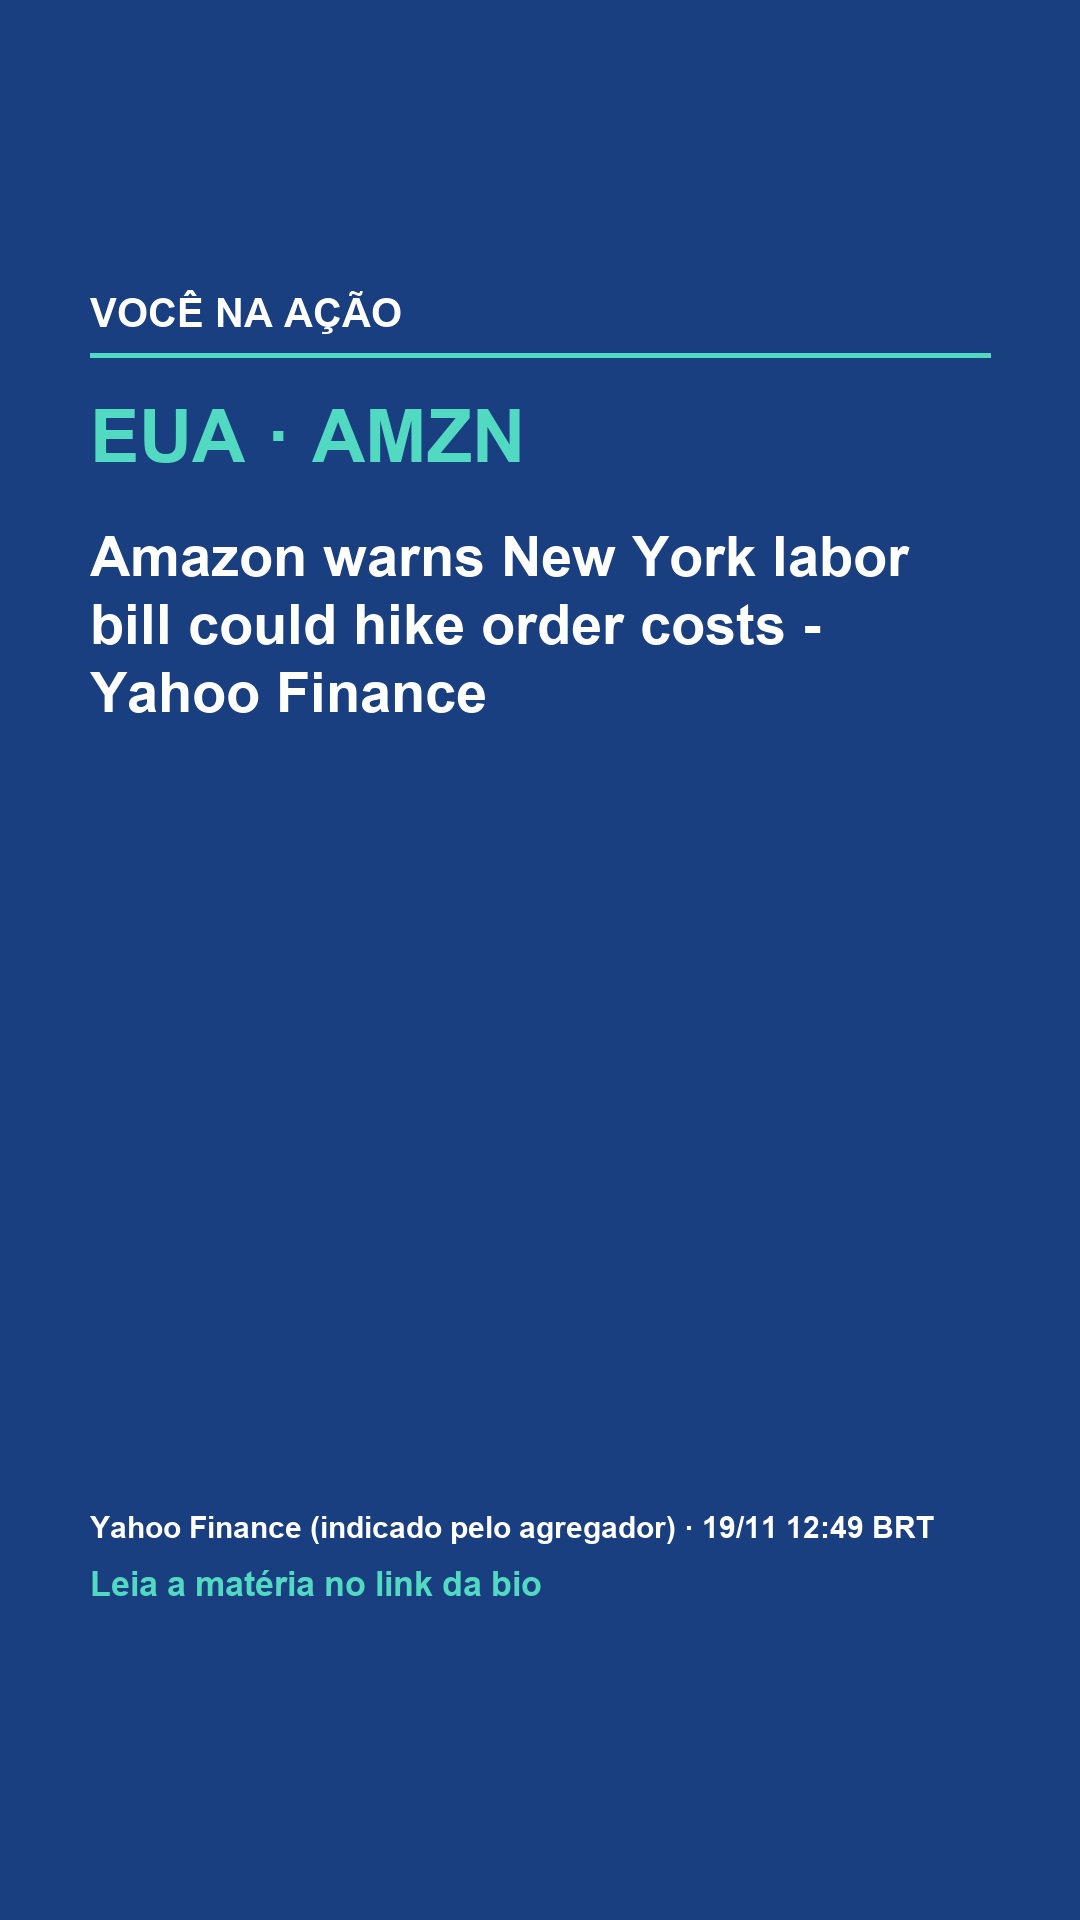 VOCÊ NA AÇÃO
EUA · AMZN
Amazon warns New York labor
bill could hike order costs -
Yahoo Finance
Yahoo Finance (indicado pelo agregador) · 19/11 12:49 BRT
Leia a matéria no link da bio